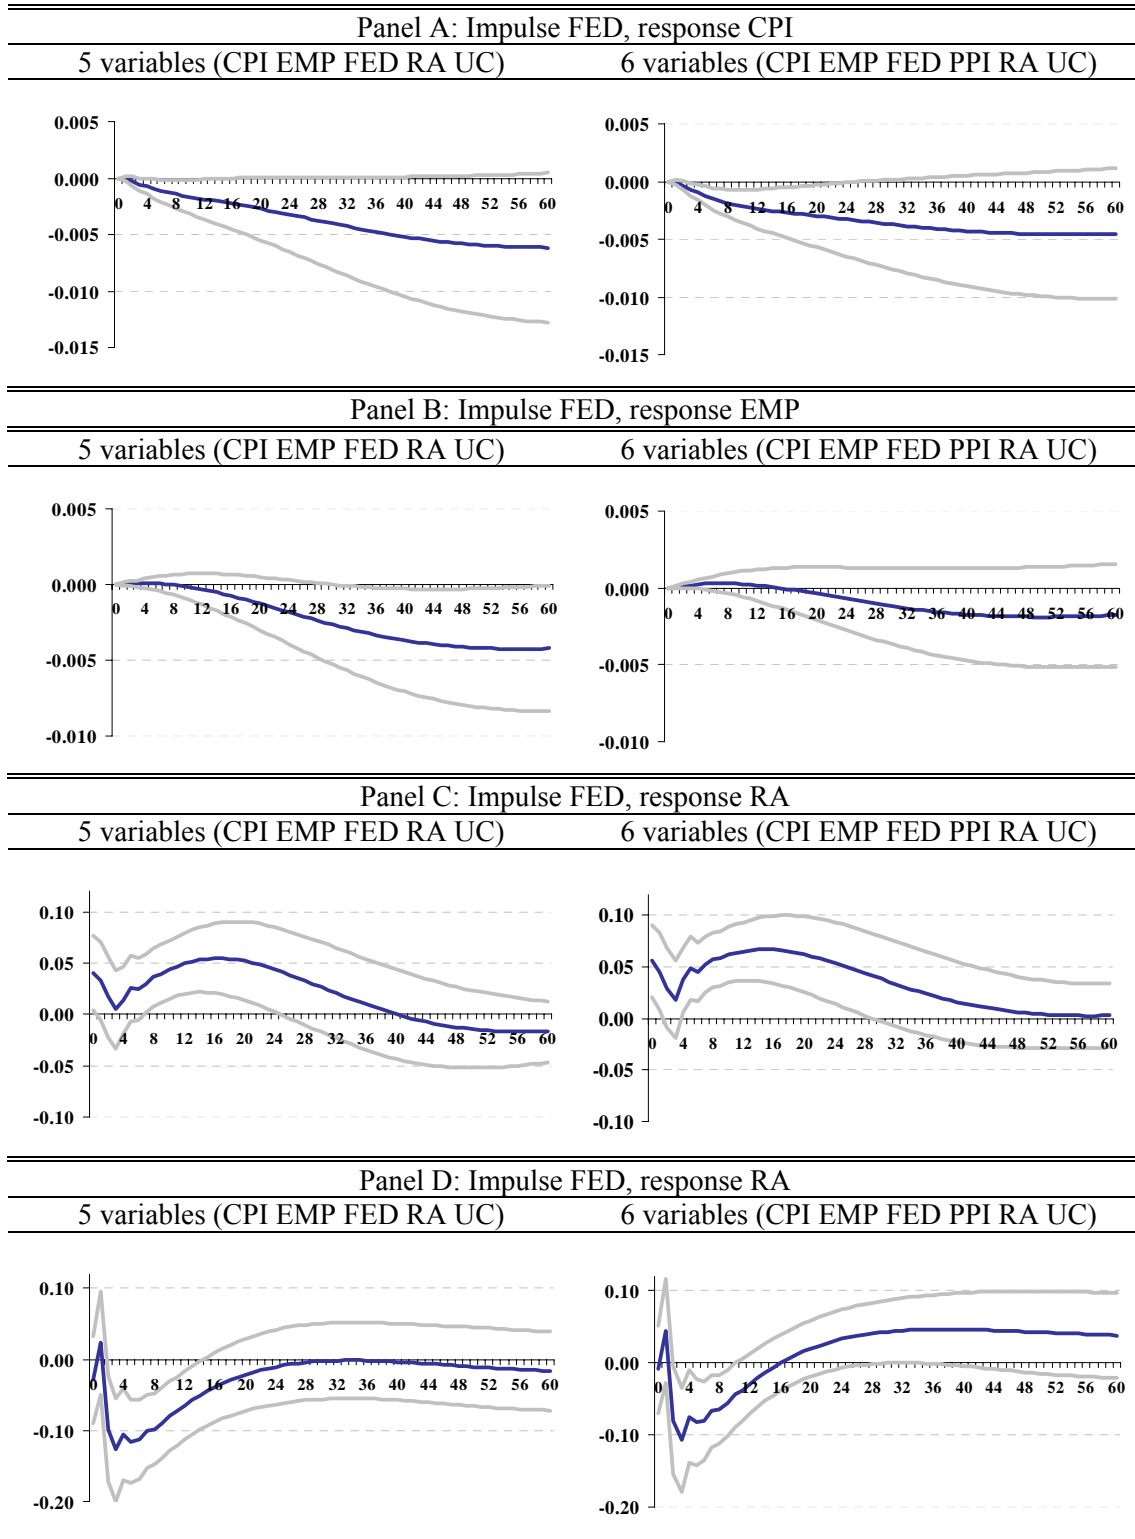 Panel A: Impulse FED, response CPI
5 variables (CPI EMP FED RA UC) 6 variables (CPI EMP FED PPI RA UC)
0.005 0.005
0.000 0.000
0 4 8 12 16 20 24 28 32 36 40 44 48 52 56 60 0 4 8 12 16 20 24 28 32 36 40 44 48 52 56 60
-0.005 -0.005
-0.010 -0.010
-0.015 -0.015
Panel B: Impulse FED, response EMP
5 variables (CPI EMP FED RA UC) 6 variables (CPI EMP FED PPI RA UC)
0.005 0.005
0.000 0.000
0 4 8 12 16 20 24 28 32 36 40 44 48 52 56 60 0 4 8 12 16 20 24 28 32 36 40 44 48 52 56 60
-0.005 -0.005
-0.010 -0.010
Panel C: Impulse FED, response RA
5 variables (CPI EMP FED RA UC) 6 variables (CPI EMP FED PPI RA UC)
0.10 0.10
0.05 0.05
0.00 0.00
0 4 8 12 16 20 24 28 32 36 40 44 48 52 56 60 0 4 8 12 16 20 24 28 32 36 40 44 48 52 56 60
-0.05 -0.05
-0.10 -0.10
Panel D: Impulse FED, response RA
5 variables (CPI EMP FED RA UC) 6 variables (CPI EMP FED PPI RA UC)
0.10 0.10
0.00 0.00
0 4 8 12 16 20 24 28 32 36 40 44 48 52 56 60 0 4 8 12 16 20 24 28 32 36 40 44 48 52 56 60
-0.10 -0.10
-0.20 -0.20